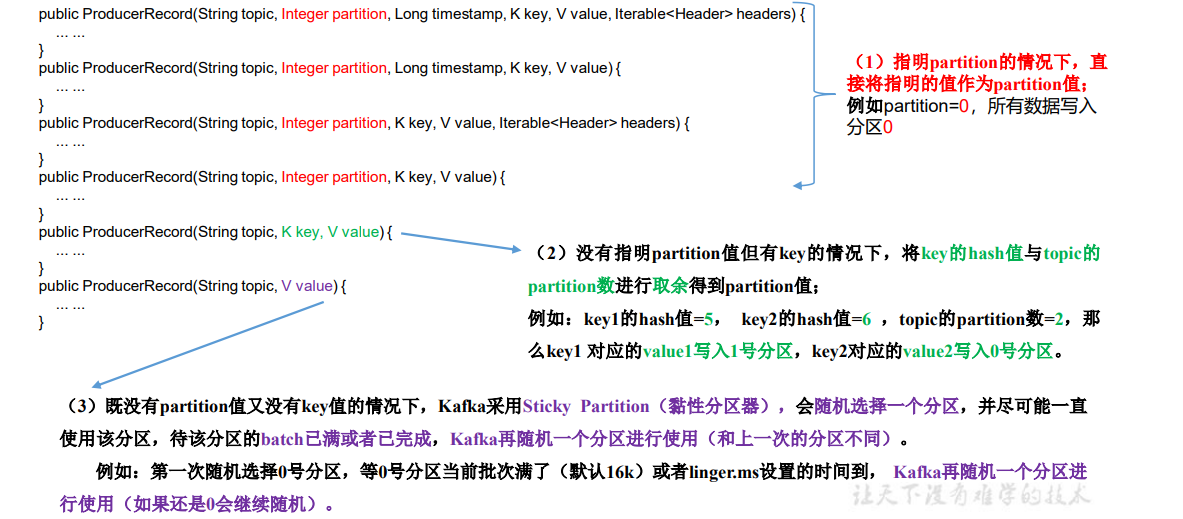 public ProducerRecord(String topic, Integer partition, Long timestamp, K key, V value, Iterable<Header> headers) {
... ...
}
public ProducerRecord(String topic, Integer partition, Long timestamp, K key, V value) {
... ...
}
public ProducerRecord(String topic, Integer partition, K key, V value, Iterable<Header> headers) {
... ...
}
public ProducerRecord(String topic, Integer partition, K key, V value) {
... ...
}
public ProducerRecord(String topic, K key, V value) {
... ...
}
public ProducerRecord(String topic, V value) {
... ...
}
(1)指明partition的情况下，直
接将指明的值作为partition值；
例如partition=0，所有数据写入
分区0
(2)没有指明partition值但有key的情况下，将key的hash值与topic的
partition数进行取余得到partition值；
例如：key1的hash值=5， key2的hash值=6 ，topic的partition数=2，那
么key1 对应的value1写入1号分区，key2对应的value2写入0号分区。
(3)既没有partition值又没有key值的情况下，Kafka采用Sticky Partition（黏性分区器），会随机选择一个分区，并尽可能一直
使用该分区，待该分区的batch已满或者已完成，Kafka再随机一个分区进行使用（和上一次的分区不同）。
例如：第一次随机选择0号分区，等0号分区当前批次满了（默认16k）或者linger.ms设置的时间到， Kafka再随机一个分区进
行使用（如果还是0会继续随机）。
让天下没有难学的技术